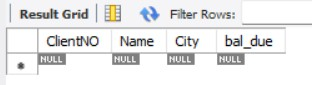 Result Grid Filter Rows:
ClientNO Name City bal_due
NULL NULL NULL NULL